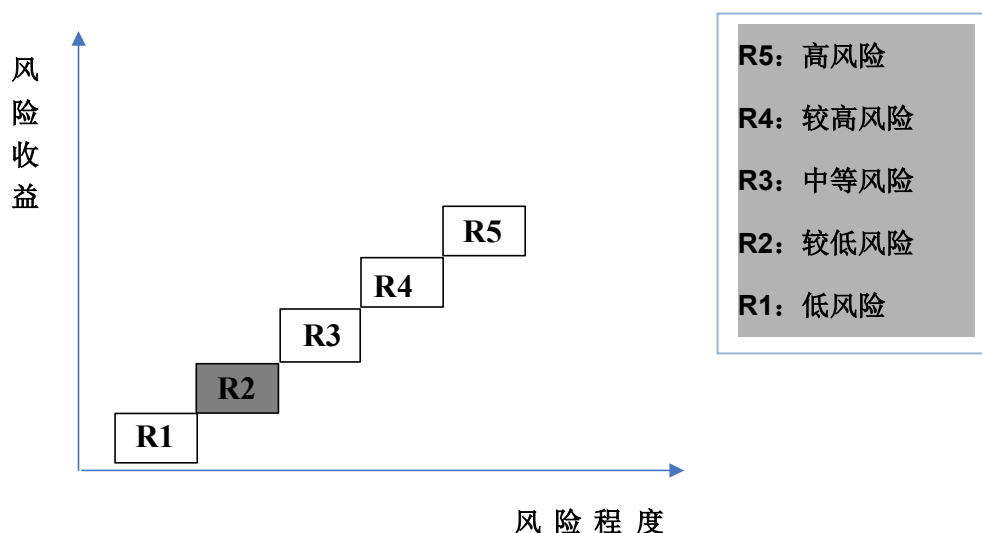 风
险
收
益
R5
R4
R3
R2
R1
风 险 程 度
R5：高风险
R4：较高风险
R3：中等风险
R2：较低风险
R1：低风险